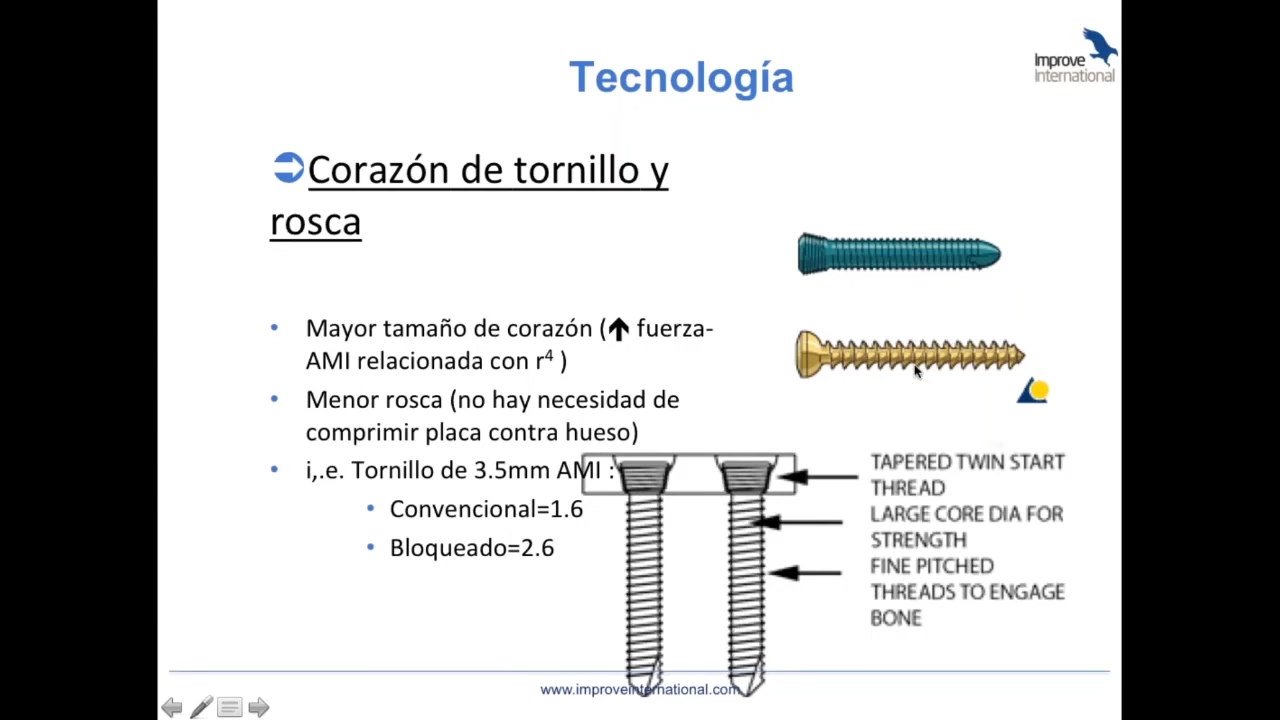 Tecnología
Improve
International
Corazón de tornillo y
rosca
Mayor tamaño de corazón (⬆ fuerza-
AMI relacionada con r⁴ )
• Menor rosca (no hay necesidad de
comprimir placa contra hueso)
• i,.e. Tornillo de 3.5mm AMI :
• Convencional=1.6
• Bloqueado=2.6
TAPERED TWIN START
THREAD
LARGE CORE DIA FOR
STRENGTH
FINE PITCHED
THREADS TO ENGAGE
BONE
www.improveinternational.com